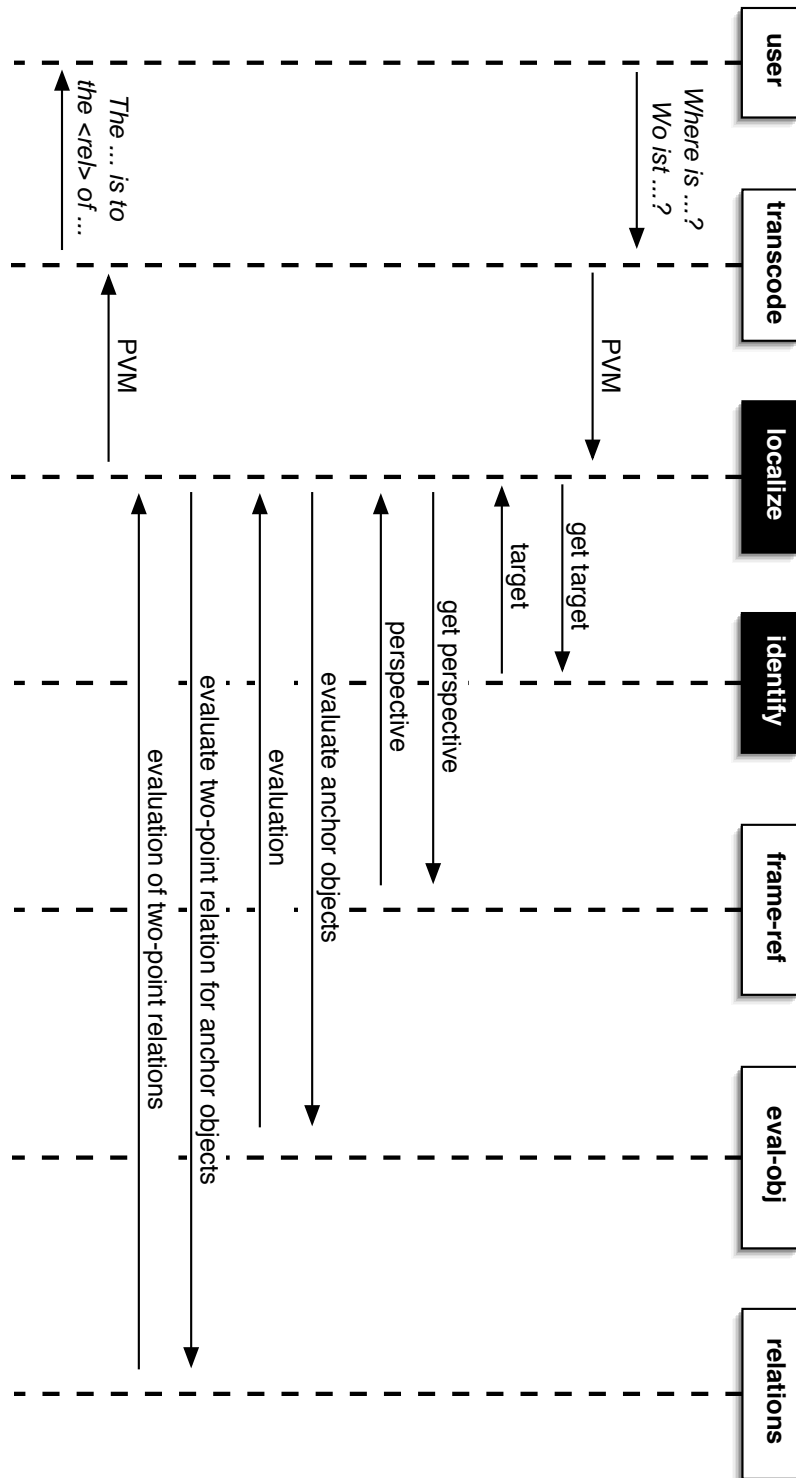 user
transcode
localize
identify
frame-ref
eval-obj
relations
Where is ...?
Wo ist ...?
PVM
get target
target
get perspective
perspective
evaluate anchor objects
evaluation
evaluate two-point relation for anchor objects
evaluation of two-point relations
PVM
The ... is to
the <rel> of ...